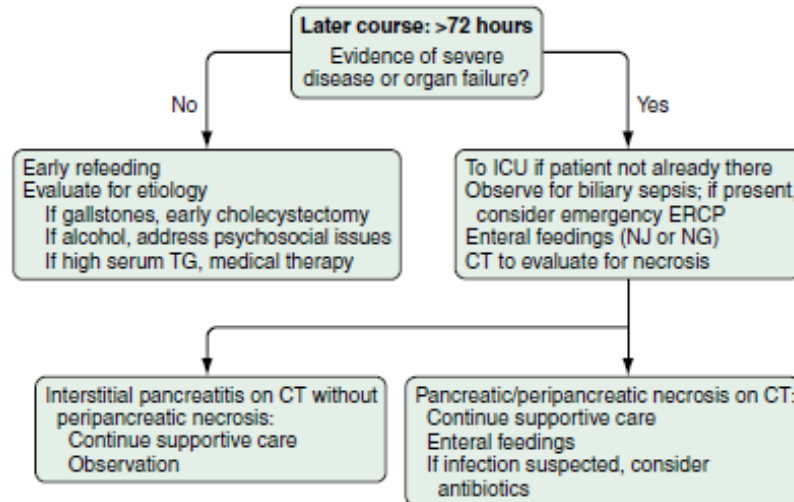 Later course: >72 hours
Evidence of severe
disease or organ failure?
No
Yes
Early refeeding
Evaluate for etiology
If gallstones, early cholecystectomy
If alcohol, address psychosocial issues
If high serum TG, medical therapy
To ICU if patient not already there
Observe for biliary sepsis; if present,
consider emergency ERCP
Enteral feedings (NJ or NG)
CT to evaluate for necrosis
Interstitial pancreatitis on CT without
peripancreatic necrosis:
Continue supportive care
Observation
Pancreatic/peripancreatic necrosis on CT:
Continue supportive care
Enteral feedings
If infection suspected, consider
antibiotics